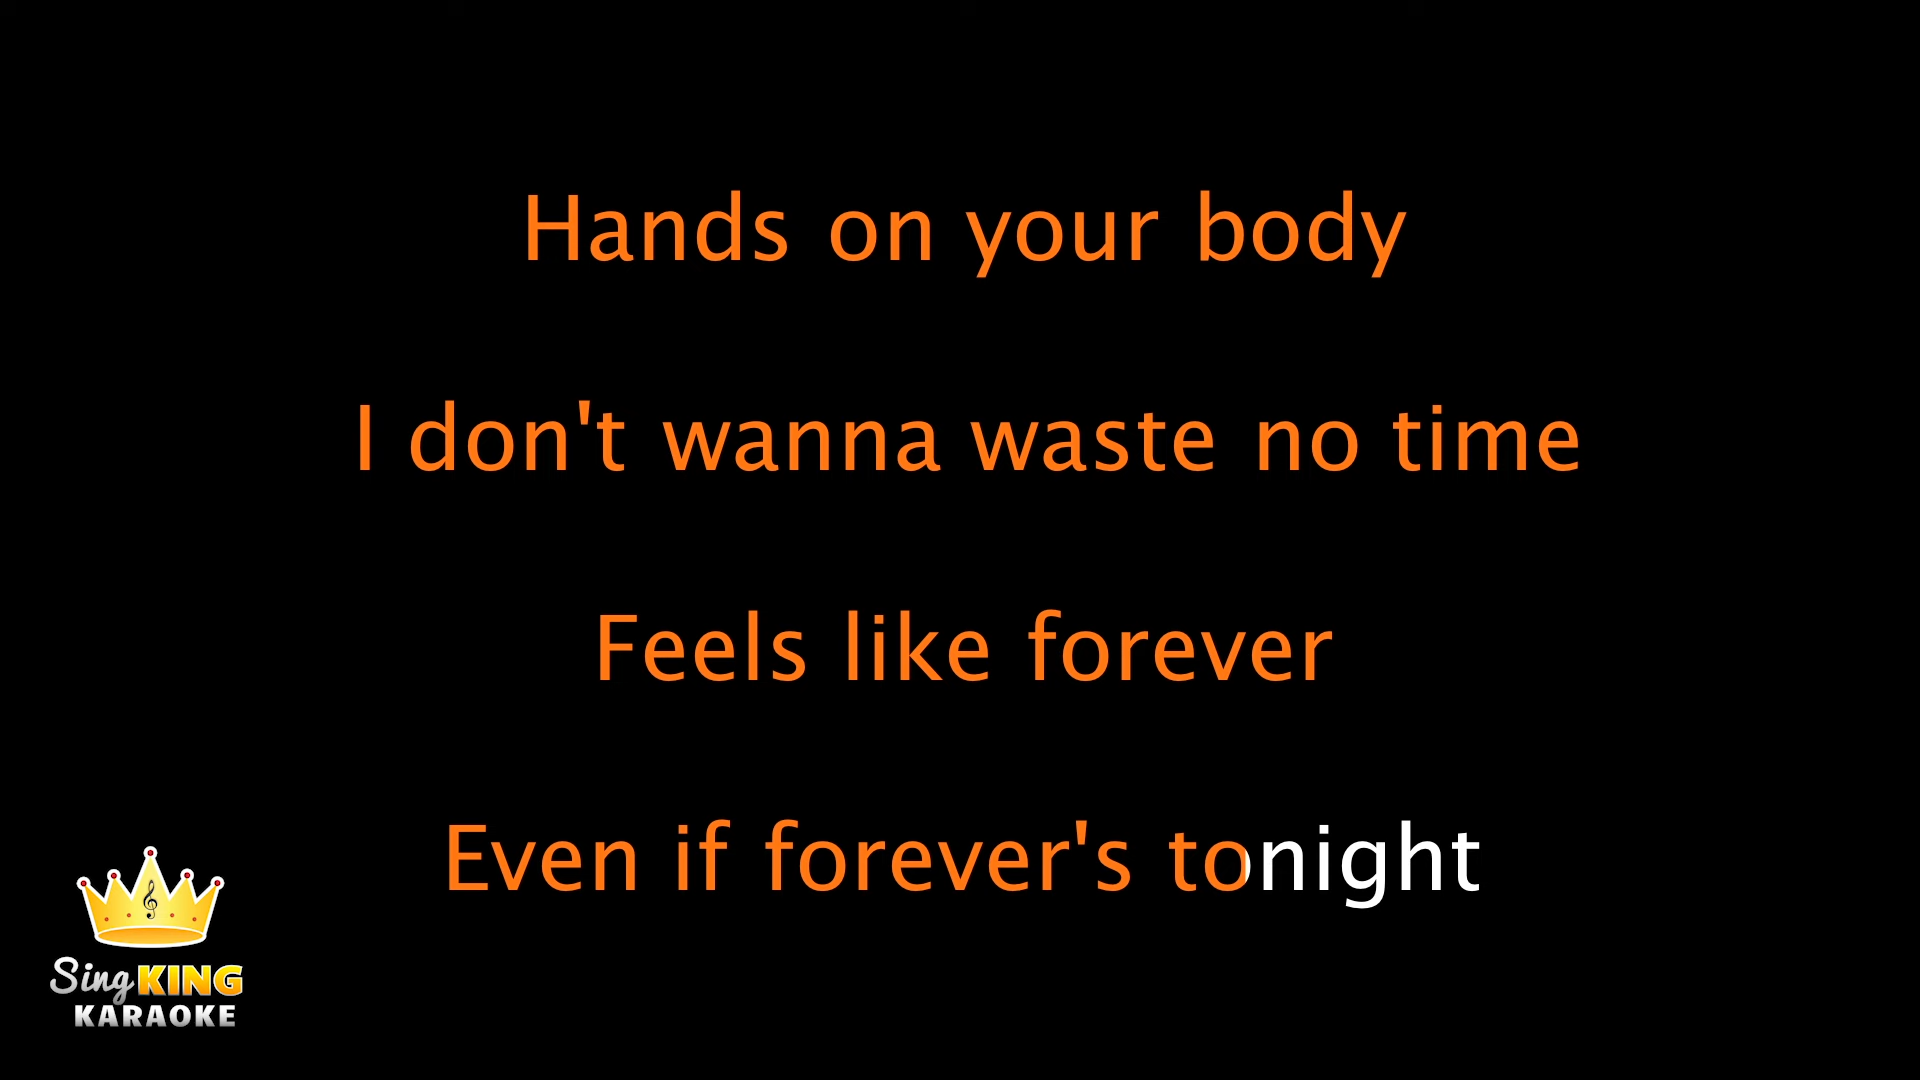 Hands on your body
I don't wanna waste no time
Feels like forever
Even if forever's tonight
Sing KING
KARAOKE